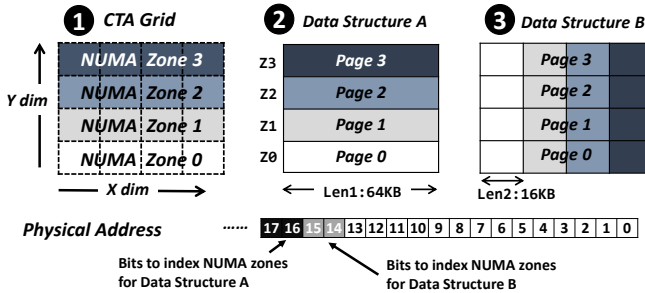 1 CTA Grid
2 Data Structure A
3 Data Structure B
Y dim
NUMA Zone 3
NUMA Zone 2
NUMA Zone 1
NUMA Zone 0
X dim
Z3
Z2
Z1
Z0
Page 3
Page 2
Page 1
Page 0
Len1:64KB
Page 3
Page 2
Page 1
Page 0
Len2:16KB
Physical Address ...... 17 16 15 14 13 12 11 10 9 8 7 6 5 4 3 2 1 0
Bits to index NUMA zones
for Data Structure A
Bits to index NUMA zones
for Data Structure B